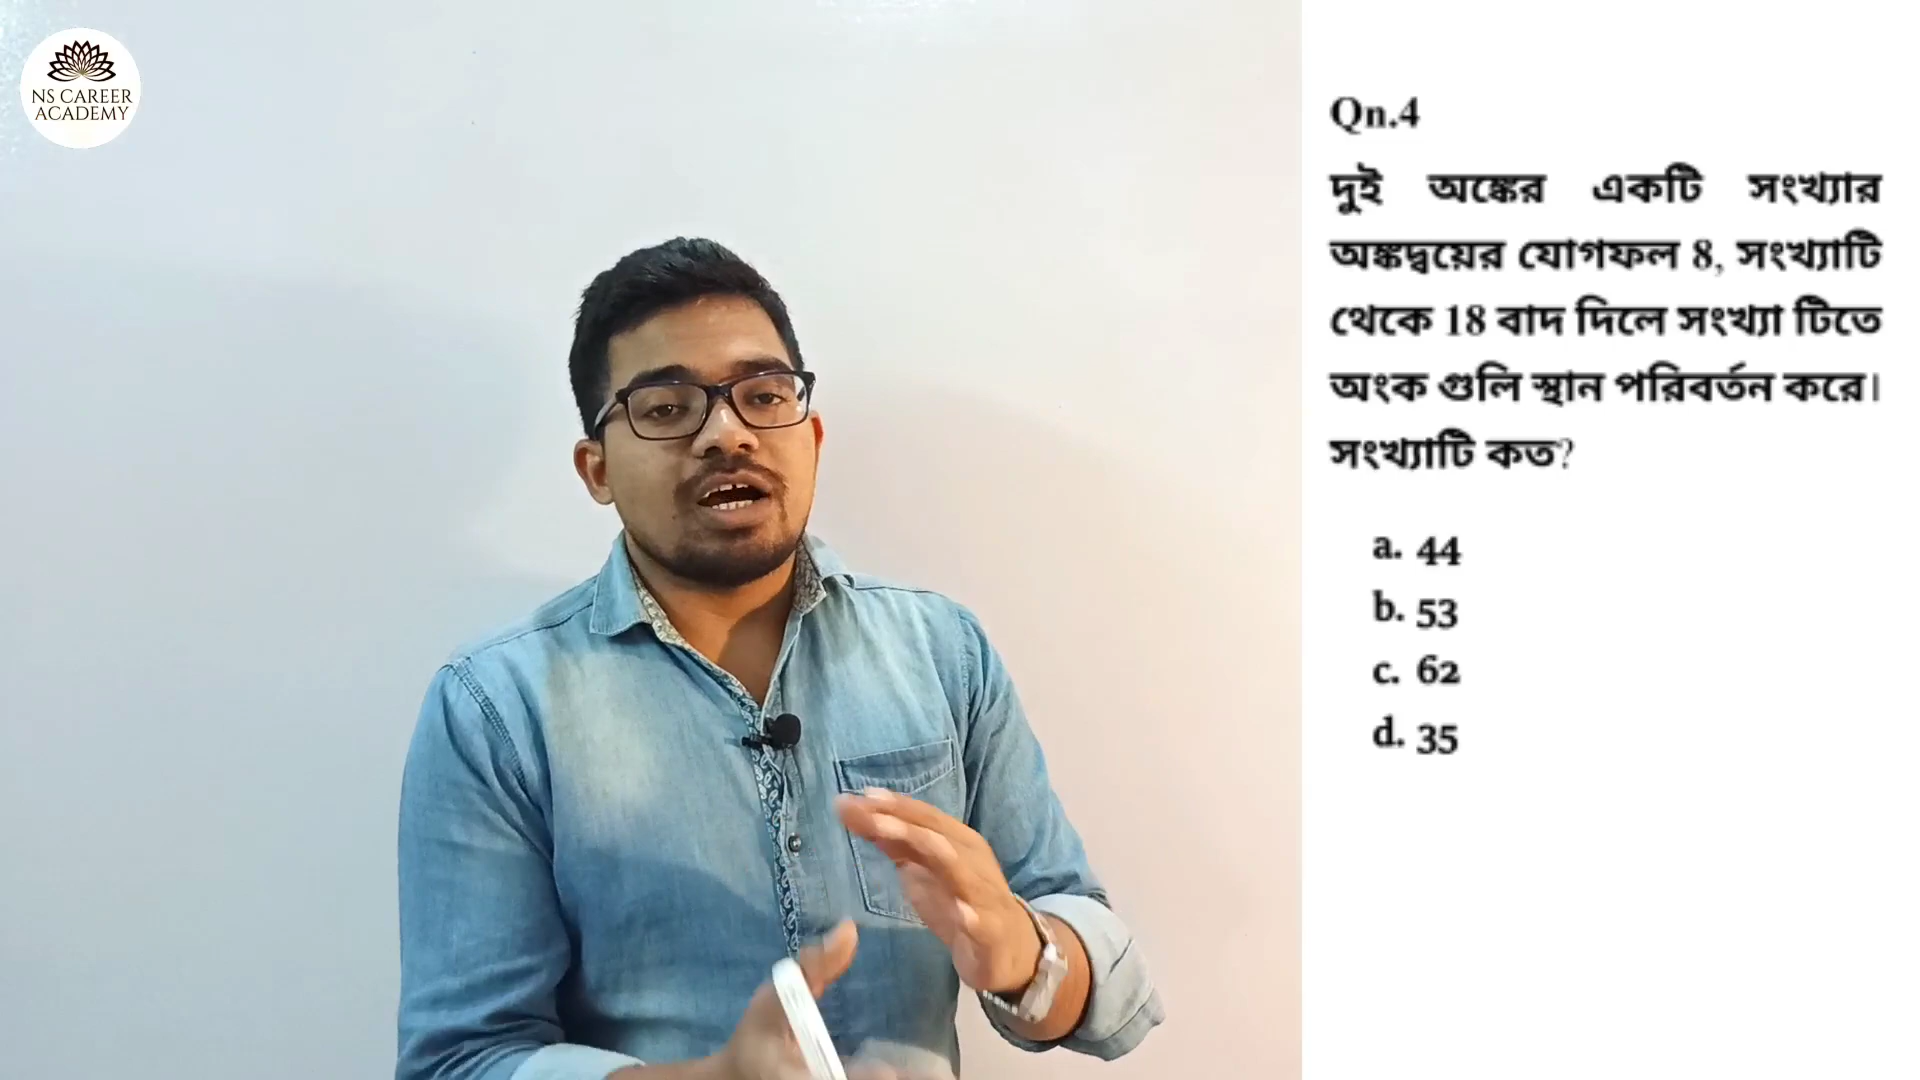 NS CAREER
ACADEMY
Qn.4
দুই অঙ্কের একটি সংখ্যার
অঙ্কদ্বয়ের যোগফল 8, সংখ্যাটি
থেকে 18 বাদ দিলে সংখ্যা টিতে
অংক গুলি স্থান পরিবর্তন করে।
সংখ্যাটি কত?
a. 44
b. 53
c. 62
d. 35